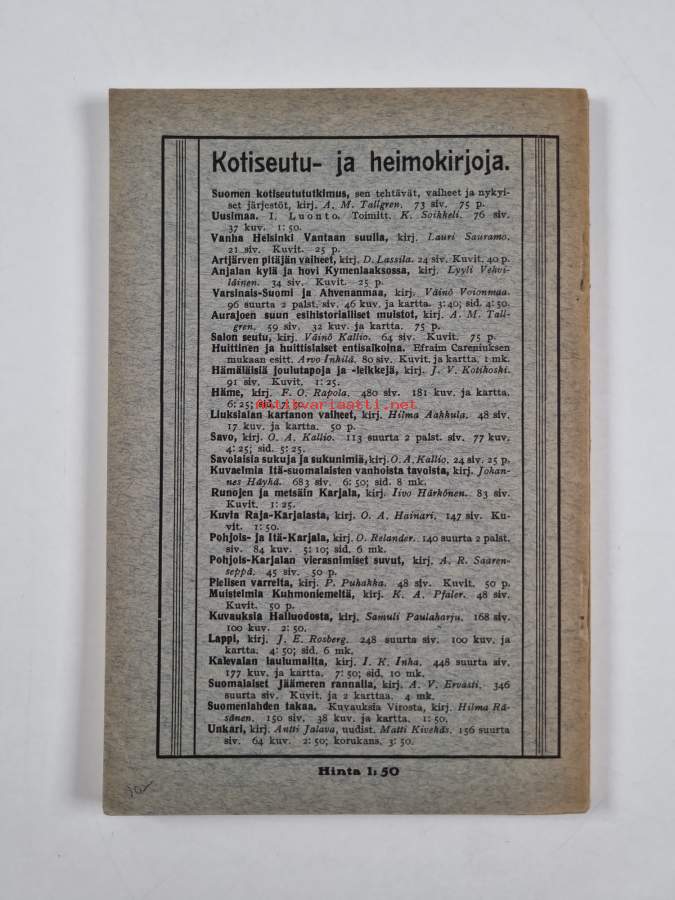 Kotiseutu- ja heimokirjoja.
Suomen kotiseutututkimus, sen tehtävät, vaiheet ja nykyi-
set järjestöt, kirj. A. M. Tallgren. 73 siv. 75 p.
Uusimaa. I. Luonto. Toimitt. K. Soikkeli. 76 siv.
37 kuv. 1: 50.
Vanha Helsinki Vantaan suulla, kirj. Lauri Sauramo.
21 siv. Kuvit. 25 p.
Artjärven pitäjän vaiheet, kirj. D. Lassila. 24 siv. Kuvit. 40 p.
Anjalan kylä ja hovi Kymenlaaksossa, kirj. Lyyli Vehvi-
läinen. 34 siv. Kuvit. 25 p.
Varsinais-Suomi ja Ahvenanmaa, kirj. Väinö Voionmaa.
96 suurta 2 palst. siv. 46 kuv. ja kartta. 3: 40; sid. 4: 50.
Aurajoen suun esihistorialliset muistot, kirj. A. M. Tall-
gren. 59 siv. 32 kuv. ja kartta. 75 p.
Salon seutu, kirj. Väinö Kallio. 64 siv. Kuvit. 75 p.
Huittinen ja huittislaiset entisaikoina. Efraim Careniuksen
mukaan esitt. Arvo Inkilä. 80 siv. Kuvit. ja kartta. 1 mk.
Hämäläisiä joulutapoja ja -leikkejä, kirj. J. V. Kotikoski.
91 siv. Kuvit. 1: 25.
Häme, kirj. F. O. Rapola. 480 siv. 181 kuv. ja kartta.
6: 25; sid.
antikvariaatti.net
Liuksialan kartanon vaiheet, kirj. Hilma Aakkula. 48 siv.
17 kuv. ja kartta. 50 p.
Savo, kirj. O. A. Kallio. 113 suurta 2 palst. siv. 77 kuv.
4: 25; sid. 5: 25.
Savolaisia sukuja ja sukunimiä, kirj. O. A. Kallio. 24 siv. 25 p.
Kuvaelmia Itä-suomalaisten vanhoista tavoista, kirj. Johan-
nes Häyhä. 683 siv. 6: 50; sid. 8 mk.
Runojen ja metsäin Karjala, kirj. Iivo Härkönen. 83 siv.
Kuvit. 1: 25.
Kuvia Raja-Karjalasta, kirj. O. A. Hainari. 147 siv. Ku-
vit. 1: 50.
Pohjois- ja Itä-Karjala, kirj. O. Relander. 140 suurta 2 palst.
siv. 84 kuv. 5: 10; sid. 6 mk.
Pohjois-Karjalan vierasnimiset suvut, kirj. A. R. Saaren-
seppä. 45 siv. 50 p.
Pielisen varrelta, kirj. P. Puhakka. 48 siv. Kuvit. 50 p.
Muistelmia Kuhmoniemeltä, kirj. K. A. Pfaler. 48 siv.
Kuvit. 50 p.
Kuvauksia Hailuodosta, kirj. Samuli Paulaharju. 168 siv.
100 kuv. 2: 50.
Lappi, kirj. J. E. Rosberg. 248 suurta siv. 100 kuv. ja
kartta. 4: 50; sid. 6 mk.
Kalevalan laulumailta, kirj. I. K. Inha. 448 suurta siv.
177 kuv. ja kartta. 7: 50; sid. 10 mk.
Suomalaiset Jäämeren rannalla, kirj. A. V. Ervasti. 346
suurta siv. Kuvit. ja 2 karttaa. 4 mk.
Suomenlahden takaa. Kuvauksia Virosta, kirj. Hilma Rä-
sänen. 150 siv. 38 kuv. ja kartta. 1: 50.
Unkari, kirj. Antti Jalava, uudist. Matti Kivekäs. 156 suurta
siv. 64 kuv. 2: 50; korukans. 3: 50.
Hinta 1: 50